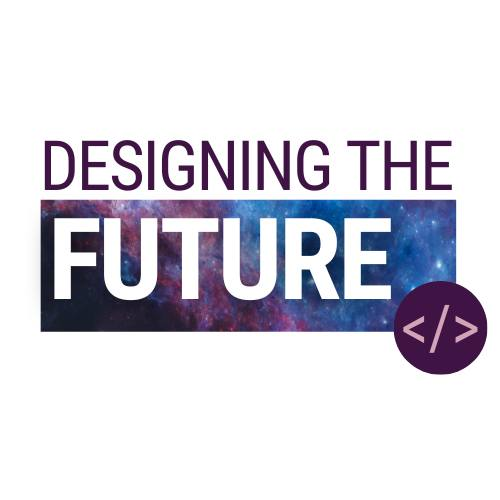 DESIGNING THE
FUTURE
</>